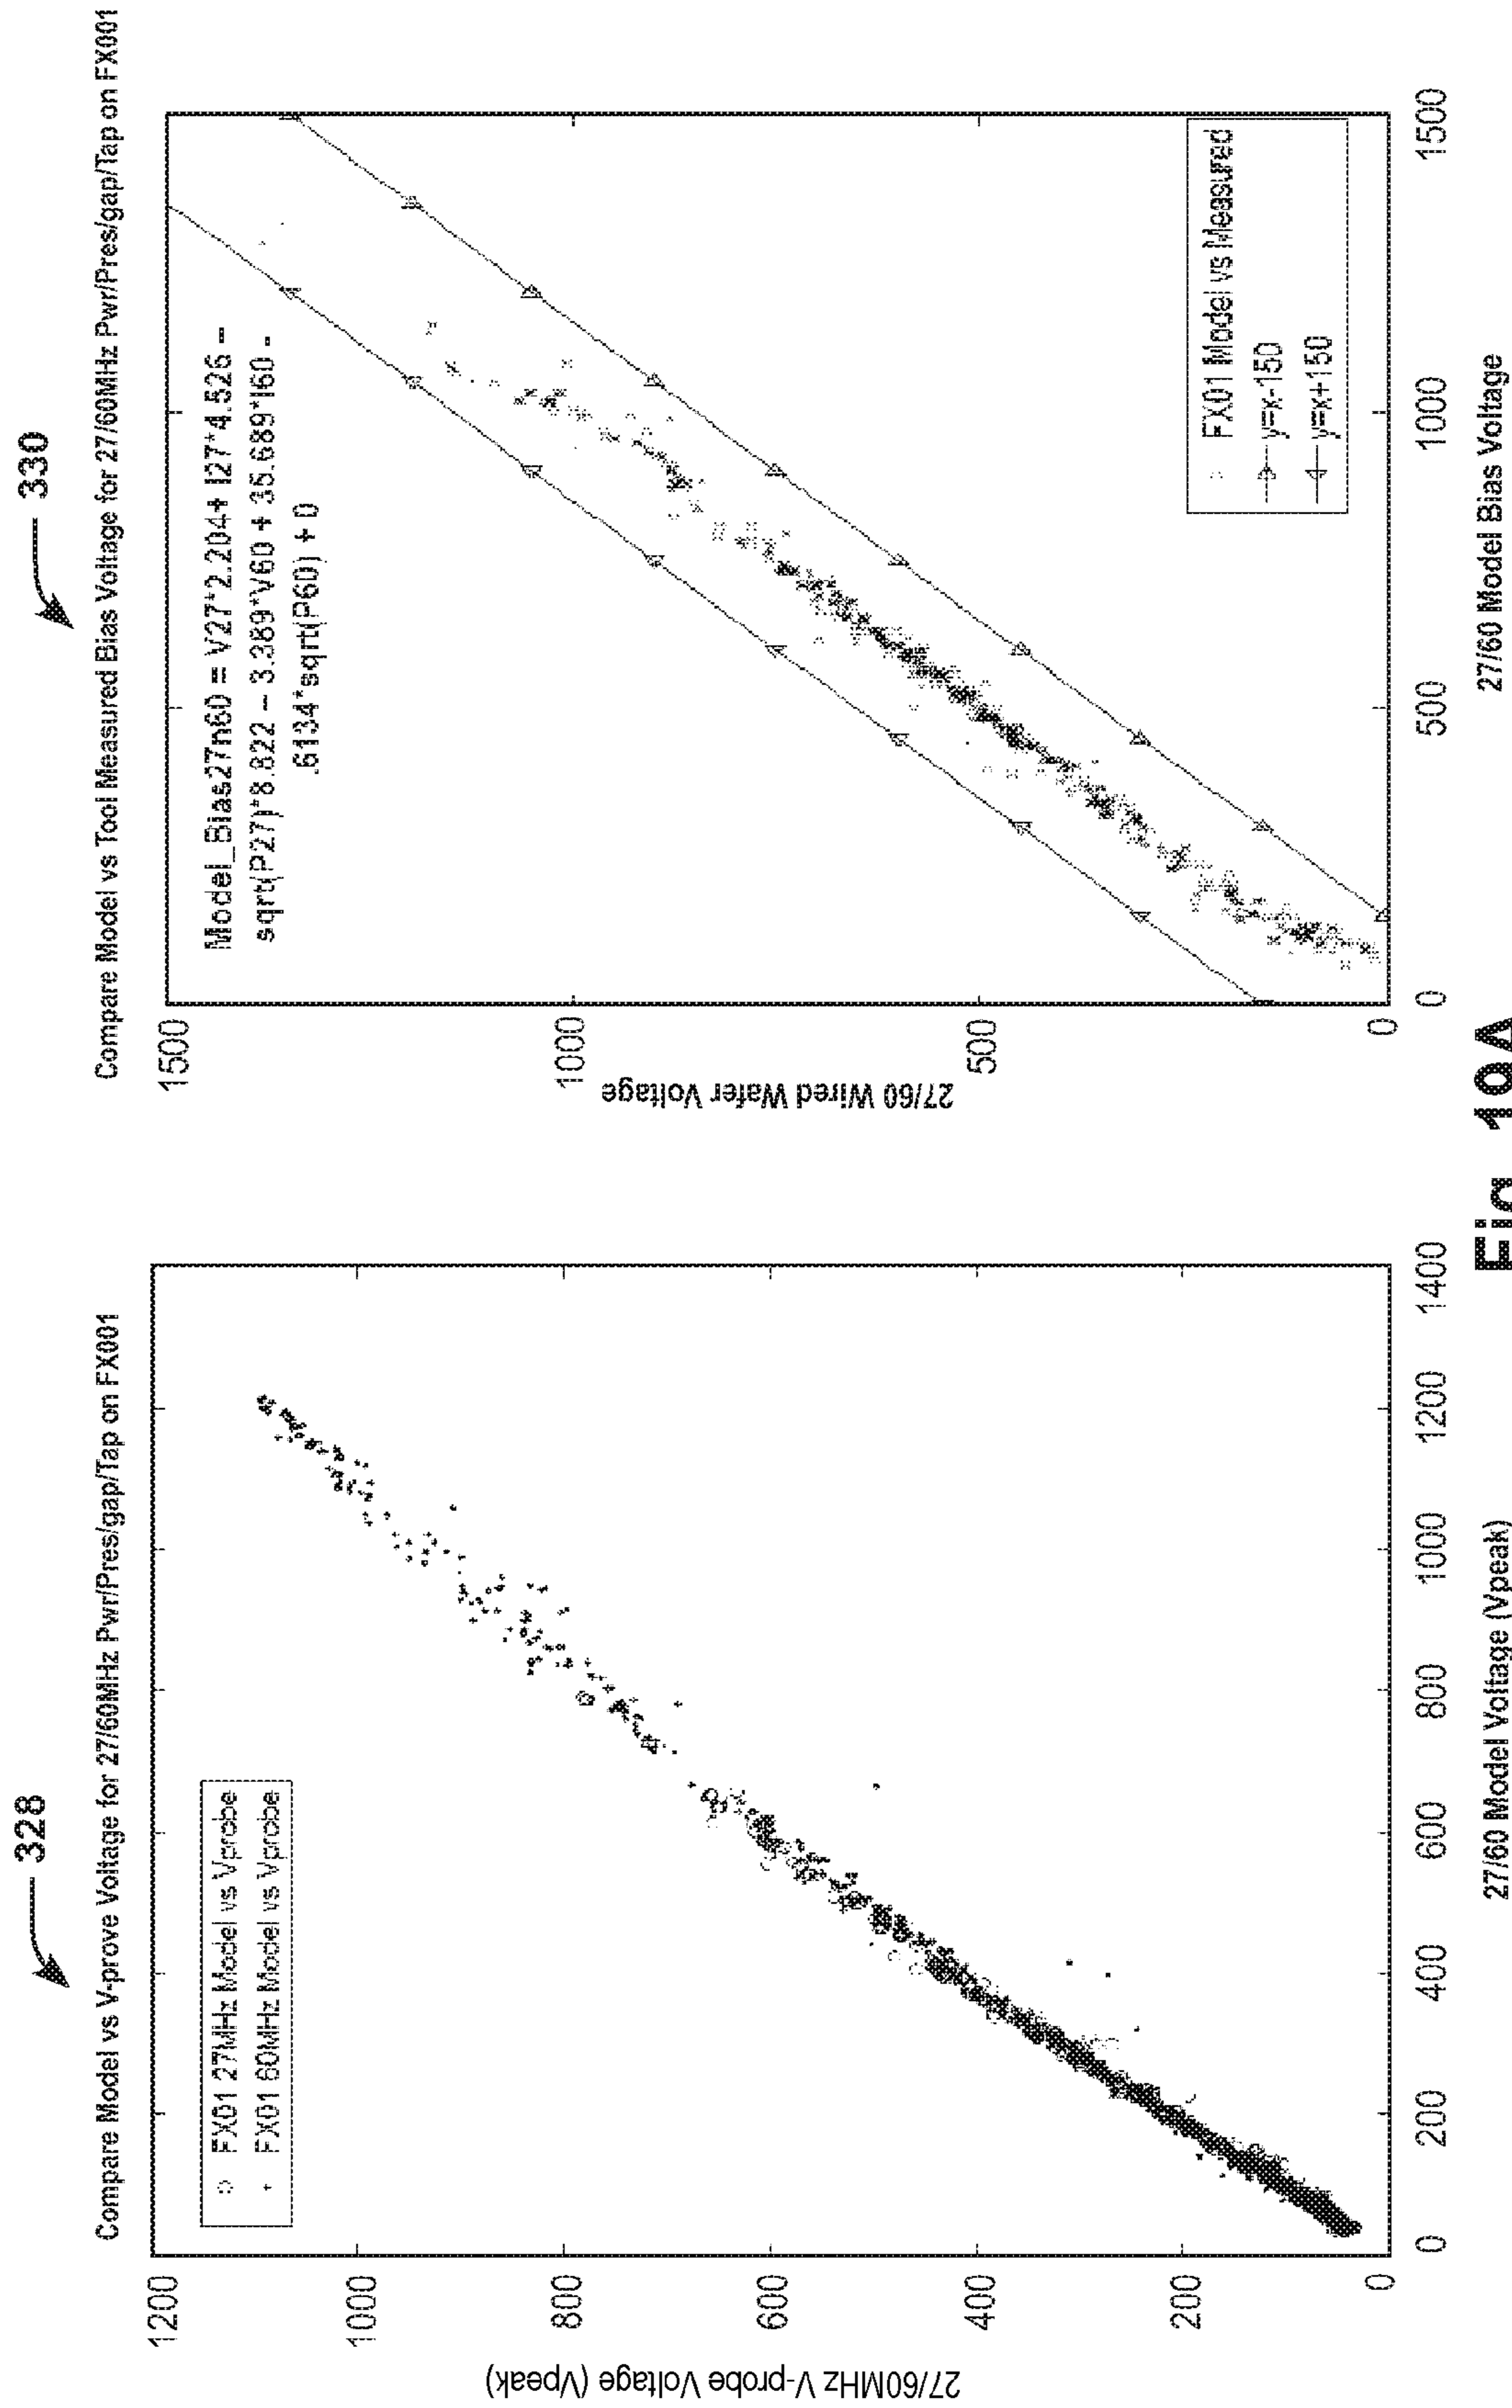 328
Compare Model vs V-prove Voltage for 27/60MHz Pwr/Pres/gap/Tap on FX001
27/60MHz V-probe Voltage (Vpeak)
1200
1000
800
600
400
200
0
FX01 27MHz Model vs Vprobe
FX01 60MHz Model vs Vprobe
0
200
400
600
800
1000
1200
1400
27/60 Model Voltage (Vpeak)
330
Compare Model vs Tool Measured Bias Voltage for 27/60MHz Pwr/Pres/gap/Tap on FX001
27/60 Wired Wafer Voltage
1500
1000
500
0
Model_Bias27n60 = V27*2.204+ I27*4.526 -
sqrt(P27)*8.822 – 3.389*V60 + 35.689*I60 -
.6134*sqrt(P60) + 0
FX01 Model vs Measured
y=x-150
y=x+150
0
500
1000
1500
27/60 Model Bias Voltage